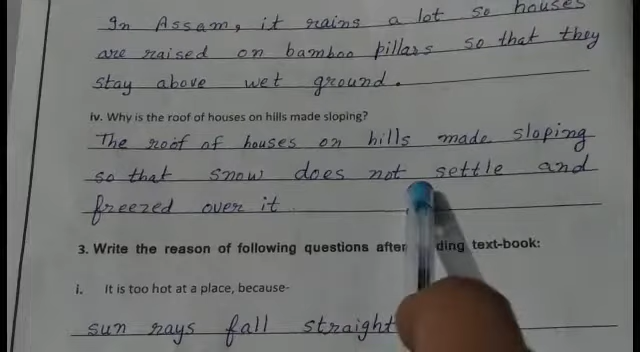 In Assam, it rains a lot so houses
are raised on bamboo pillars so that they
stay above wet ground.
iv. Why is the roof of houses on hills made sloping?
The roof of houses on hills made sloping
so that snow does not settle and
freezed over it
3. Write the reason of following questions after ding text-book:
i. It is too hot at a place, because-
sun rays fall straight